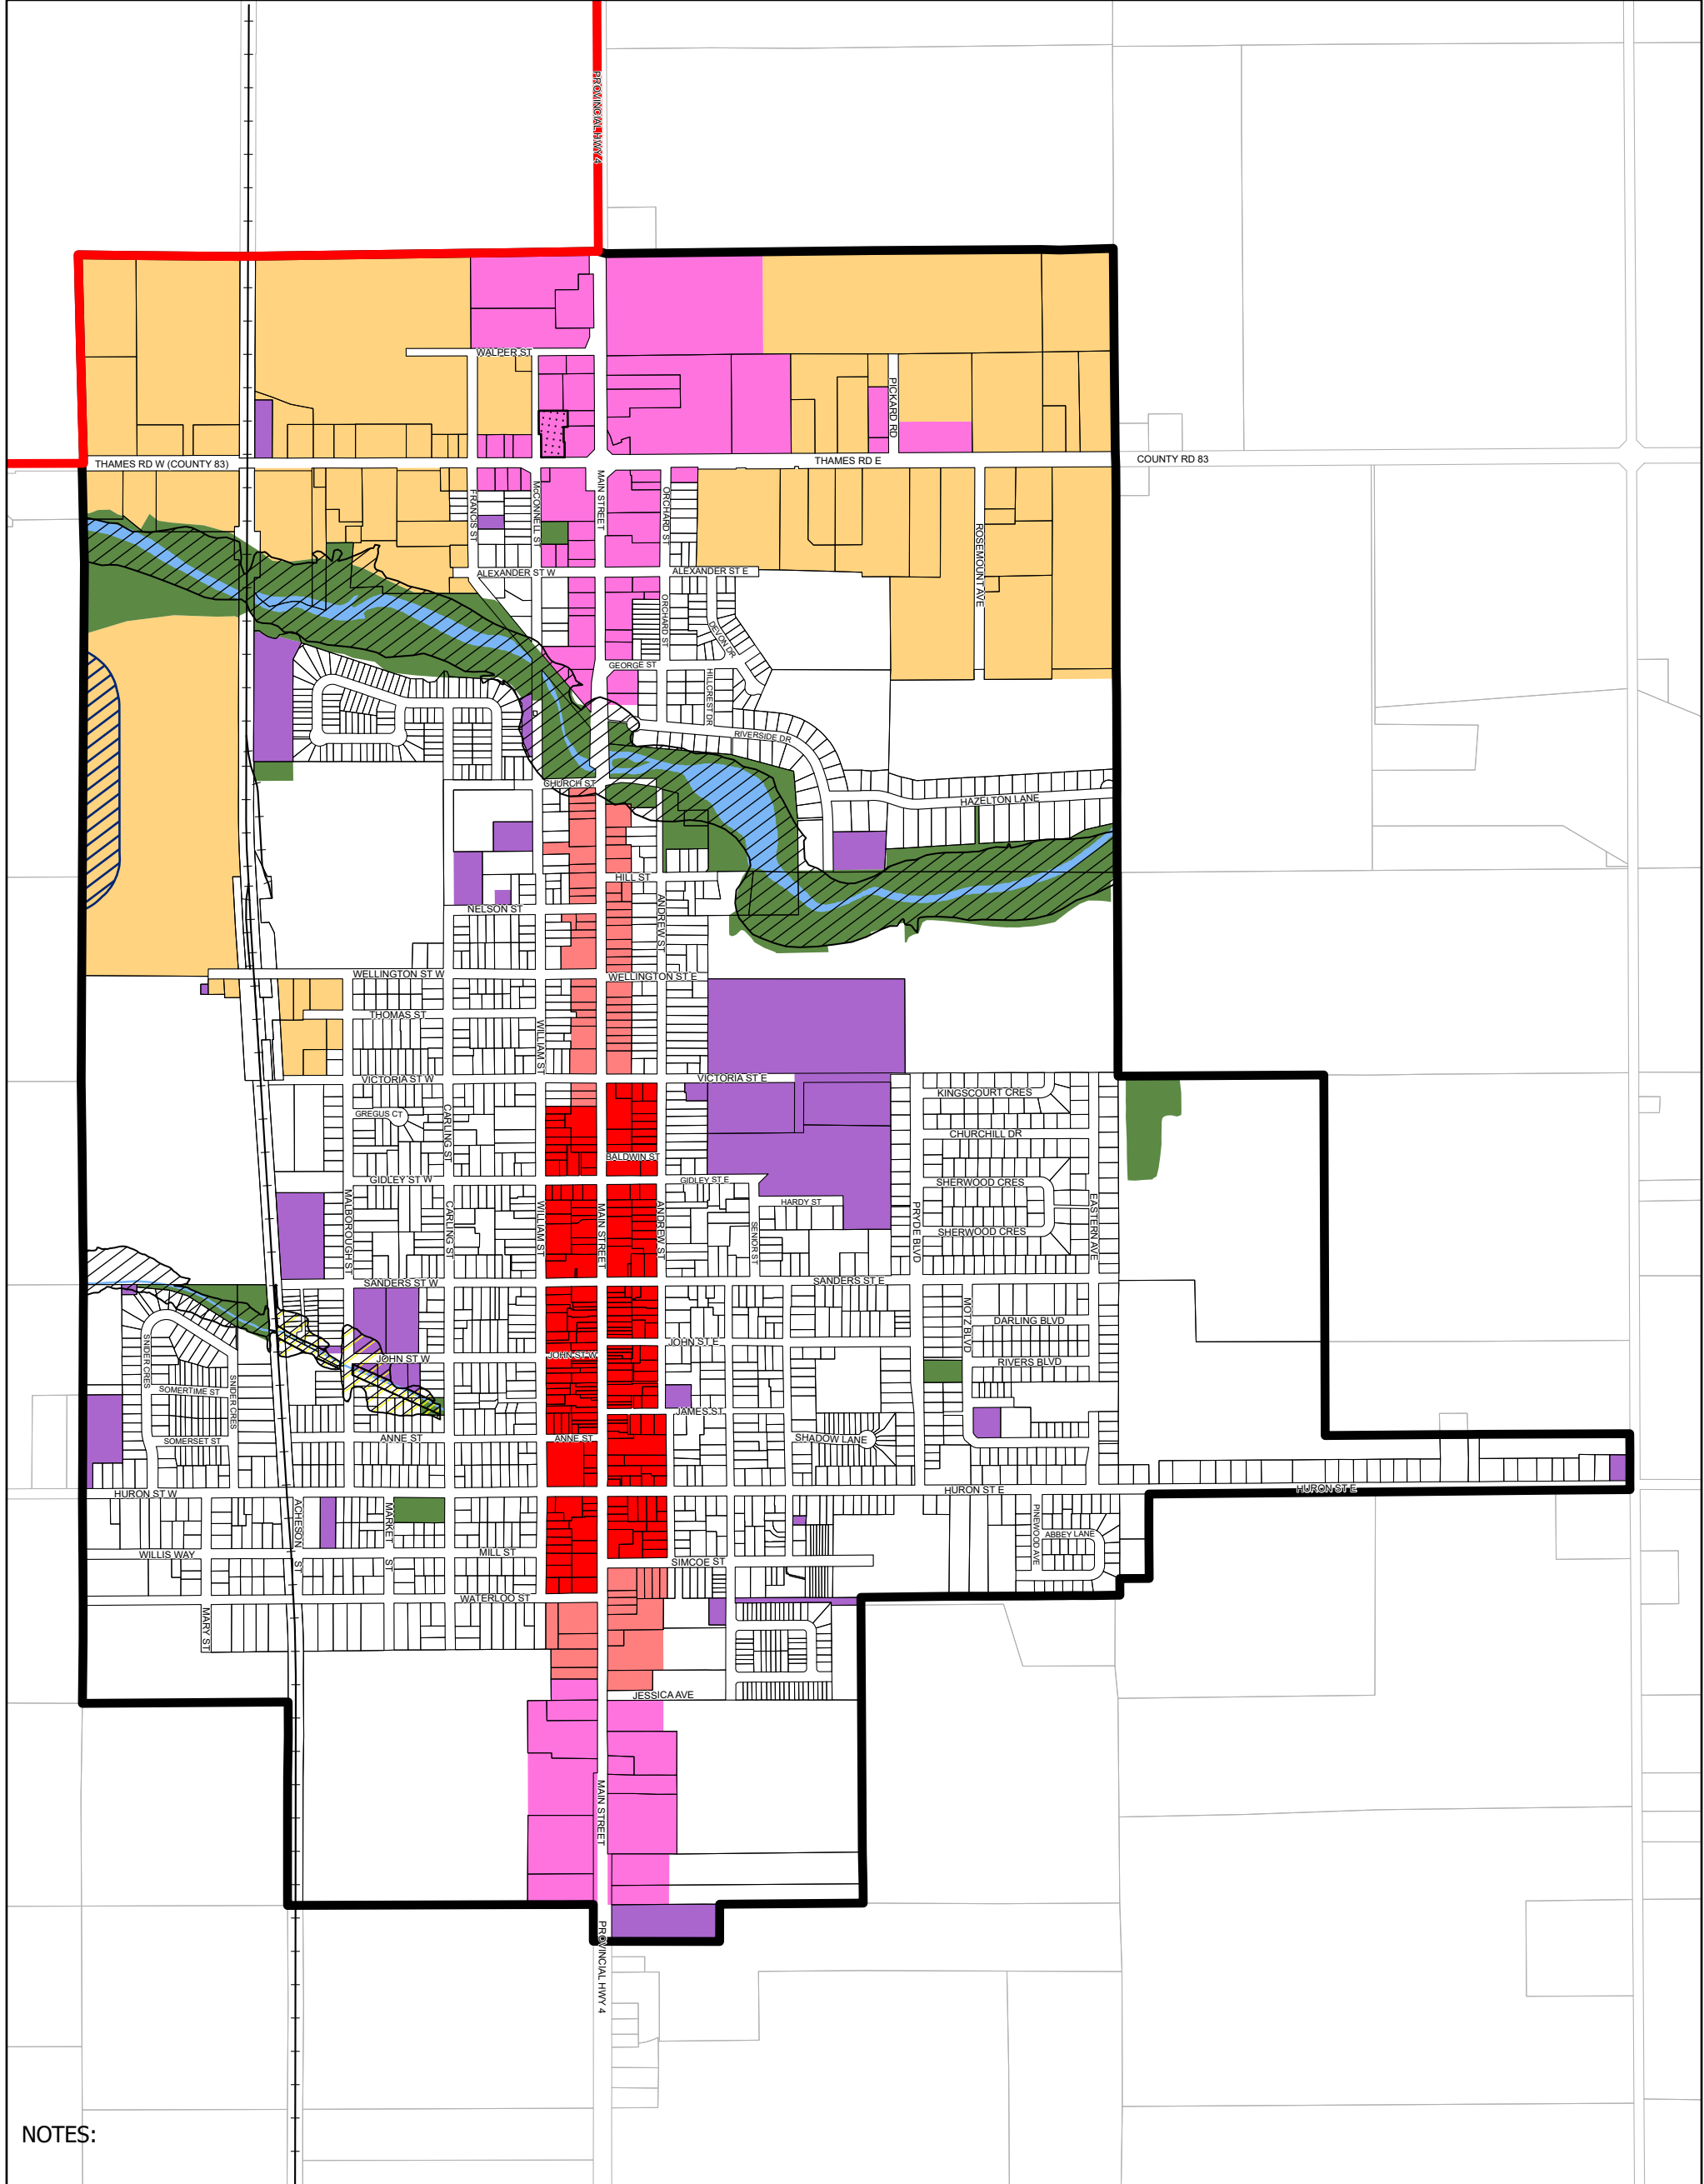 PROVINCIAL HWY 4
WALPER ST
PICKARD RD
THAMES RD W (COUNTY 83)
THAMES RD E
COUNTY RD 83
FRANCIS ST
McCONNELL ST
MAIN STREET
ORCHARD ST
ROSEMOUNT AVE
ALEXANDER ST W
ALEXANDER ST E
ORCHARD ST
DEVON DR
GEORGE ST
HILLCREST DR
RIVERSIDE DR
CHURCH ST
HAZELTON LANE
HILL ST
NELSON ST
ANDREW ST
WELLINGTON ST W
WELLINGTON ST E
THOMAS ST
WILLIAM ST
VICTORIA ST W
VICTORIA ST E
KINGSCOURT CRES
GREGUS CT
CARLING ST
CHURCHILL DR
BALDWIN ST
GIDLEY ST W
GIDLEY ST E
SHERWOOD CRES
MALBOROUGH ST
CARLING ST
WILLIAM ST
MAIN STREET
ANDREW ST
SENIOR ST
HARDY ST
PRYDE BLVD
EASTERN AVE
SHERWOOD CRES
SANDERS ST W
SANDERS ST E
MOTZ BLVD
DARLING BLVD
SNIDER CRES
JOHN ST W
JOHN ST W
JOHN ST E
RIVERS BLVD
SOMERTIME ST
SNIDER CRES
JAMES ST
SOMERSET ST
ANNE ST
ANNE ST
SHADOW LANE
HURON ST W
HURON ST E
HURON ST E
ACHESON ST
MARKET ST
PINEWOOD AVE
ABBEY LANE
WILLIS WAY
MILL ST
SIMCOE ST
WATERLOO ST
MARY ST
JESSICA AVE
MAIN STREET
PROVINCIAL HWY 4
NOTES: